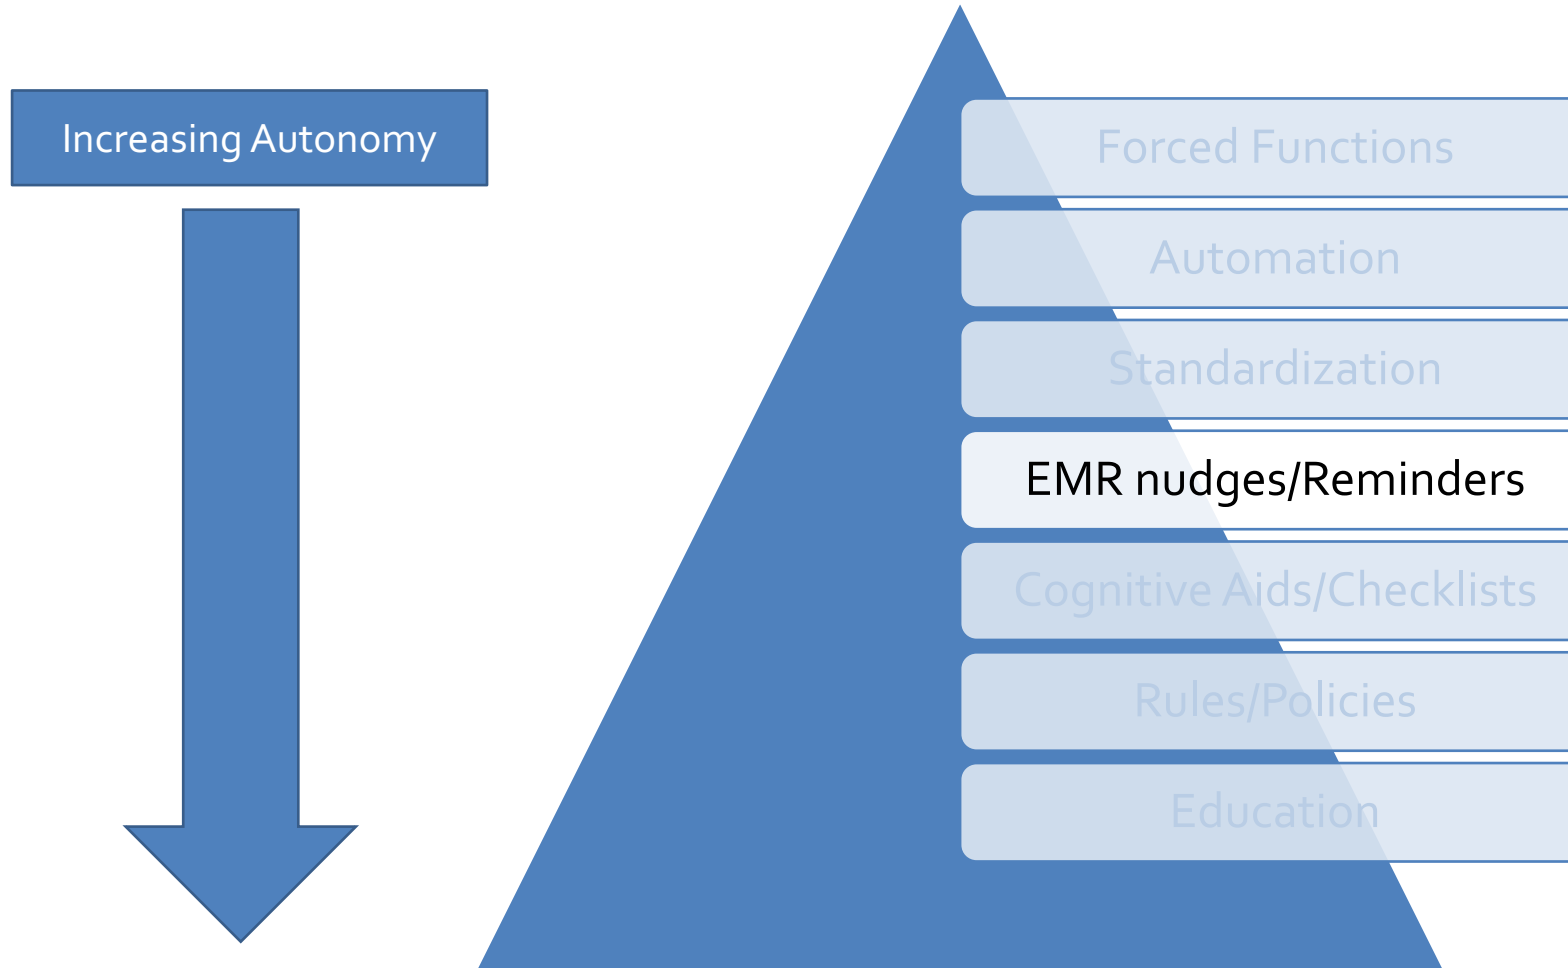 Increasing Autonomy
Forced Functions
Automation
Standardization
EMR nudges/Reminders
Cognitive Aids/Checklists
Rules/Policies
Education